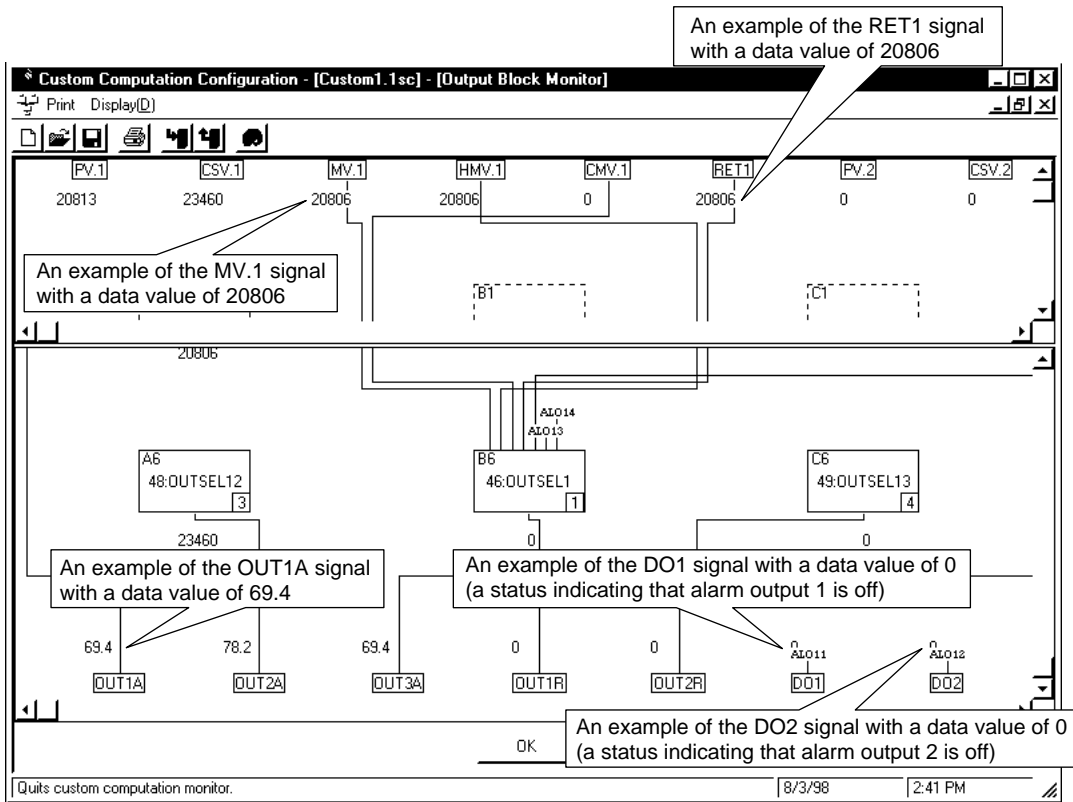 An example of the RET1 signal
with a data value of 20806
Custom Computation Configuration - [Custom1.1sc] - [Output Block Monitor]
Print Display(D)
PV.1 CSV.1 MV.1 HMV.1 CMV.1 RET1 PV.2 CSV.2
20813 23460 20806 20806 0 20806 0 0
An example of the MV.1 signal
with a data value of 20806
B1 C1
20806
ALO14
ALO13
A6 B6 C6
48:OUTSEL12 46:OUTSEL1 49:OUTSEL13
3 1 4
23460 0 0
An example of the OUT1A signal
with a data value of 69.4
An example of the DO1 signal with a data value of 0
(a status indicating that alarm output 1 is off)
69.4 78.2 69.4 0 0 0 0
ALO11 ALO12
OUT1A OUT2A OUT3A OUT1R OUT2R DO1 DO2
An example of the DO2 signal with a data value of 0
(a status indicating that alarm output 2 is off)
OK
Quits custom computation monitor. 8/3/98 2:41 PM